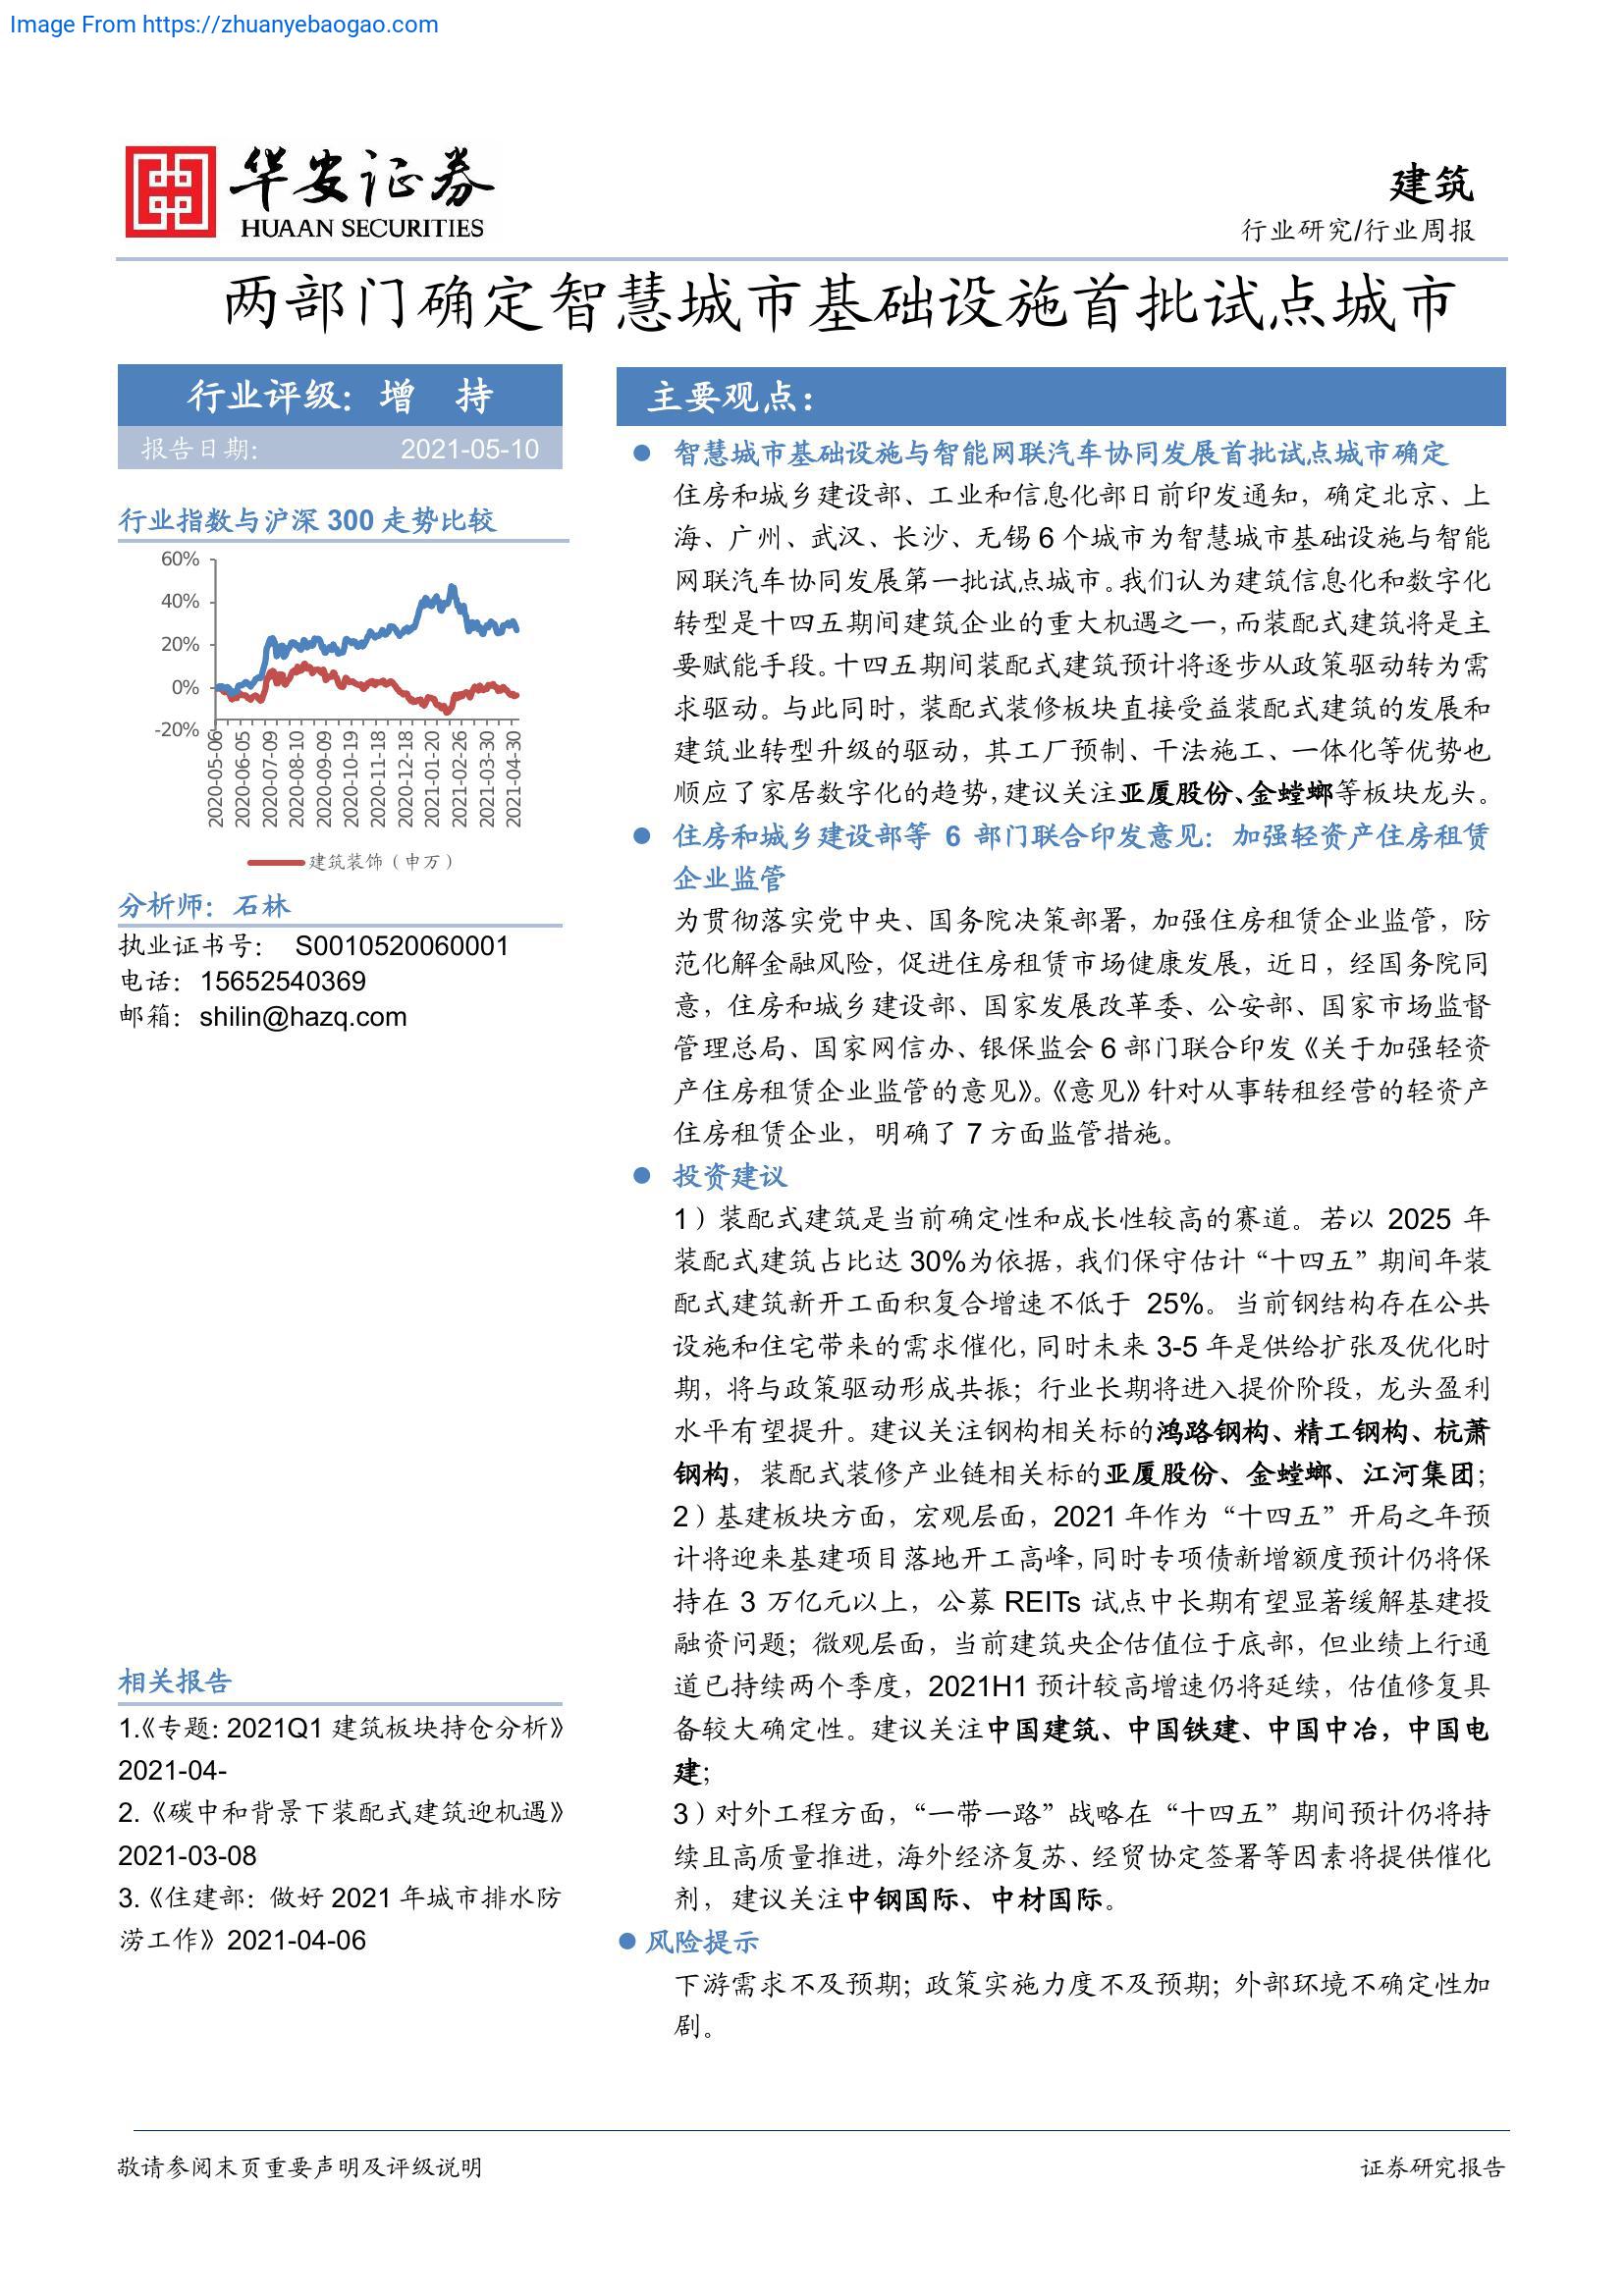 Image From https://zhuanyebaogao.com
华安证券
HUAAN SECURITIES
建筑
行业研究/行业周报
两部门确定智慧城市基础设施首批试点城市
行业评级：增 持
报告日期： 2021-05-10
行业指数与沪深 300 走势比较
60%
40%
20%
0%
-20%
2020-05-06
2020-06-05
2020-07-09
2020-08-10
2020-09-09
2020-10-19
2020-11-18
2020-12-18
2021-01-20
2021-02-26
2021-03-30
2021-04-30
建筑装饰（申万）
分析师：石林
执业证书号： S0010520060001
电话：15652540369
邮箱：shilin@hazq.com
相关报告
1.《专题：2021Q1 建筑板块持仓分析》
2021-04-
2.《碳中和背景下装配式建筑迎机遇》
2021-03-08
3.《住建部：做好 2021 年城市排水防
涝工作》2021-04-06
主要观点：
● 智慧城市基础设施与智能网联汽车协同发展首批试点城市确定
住房和城乡建设部、工业和信息化部日前印发通知，确定北京、上
海、广州、武汉、长沙、无锡 6 个城市为智慧城市基础设施与智能
网联汽车协同发展第一批试点城市。我们认为建筑信息化和数字化
转型是十四五期间建筑企业的重大机遇之一，而装配式建筑将是主
要赋能手段。十四五期间装配式建筑预计将逐步从政策驱动转为需
求驱动。与此同时，装配式装修板块直接受益装配式建筑的发展和
建筑业转型升级的驱动，其工厂预制、干法施工、一体化等优势也
顺应了家居数字化的趋势，建议关注亚厦股份、金螳螂等板块龙头。
● 住房和城乡建设部等 6 部门联合印发意见：加强轻资产住房租赁
企业监管
为贯彻落实党中央、国务院决策部署，加强住房租赁企业监管，防
范化解金融风险，促进住房租赁市场健康发展，近日，经国务院同
意，住房和城乡建设部、国家发展改革委、公安部、国家市场监督
管理总局、国家网信办、银保监会 6 部门联合印发《关于加强轻资
产住房租赁企业监管的意见》。《意见》针对从事转租经营的轻资产
住房租赁企业，明确了 7 方面监管措施。
● 投资建议
1）装配式建筑是当前确定性和成长性较高的赛道。若以 2025 年
装配式建筑占比达 30%为依据，我们保守估计“十四五”期间年装
配式建筑新开工面积复合增速不低于 25%。当前钢结构存在公共
设施和住宅带来的需求催化，同时未来 3-5 年是供给扩张及优化时
期，将与政策驱动形成共振；行业长期将进入提价阶段，龙头盈利
水平有望提升。建议关注钢构相关标的鸿路钢构、精工钢构、杭萧
钢构，装配式装修产业链相关标的亚厦股份、金螳螂、江河集团；
2）基建板块方面，宏观层面，2021 年作为“十四五”开局之年预
计将迎来基建项目落地开工高峰，同时专项债新增额度预计仍将保
持在 3 万亿元以上，公募 REITs 试点中长期有望显著缓解基建投
融资问题；微观层面，当前建筑央企估值位于底部，但业绩上行通
道已持续两个季度，2021H1 预计较高增速仍将延续，估值修复具
备较大确定性。建议关注中国建筑、中国铁建、中国中冶，中国电
建；
3）对外工程方面，“一带一路”战略在“十四五”期间预计仍将持
续且高质量推进，海外经济复苏、经贸协定签署等因素将提供催化
剂，建议关注中钢国际、中材国际。
● 风险提示
下游需求不及预期；政策实施力度不及预期；外部环境不确定性加
剧。
敬请参阅末页重要声明及评级说明
证券研究报告